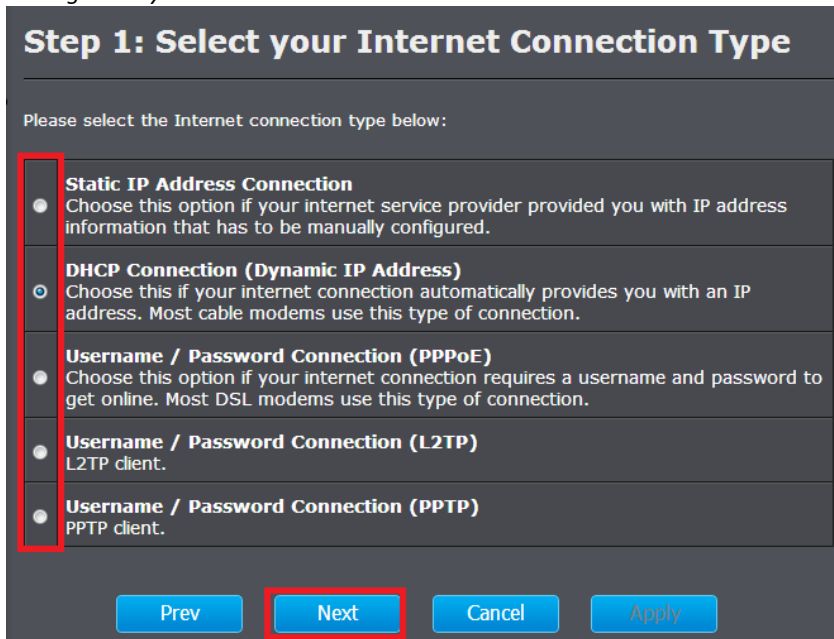 Step 1: Select your Internet Connection Type
Please select the Internet connection type below:
Static IP Address Connection
Choose this option if your internet service provider provided you with IP address
information that has to be manually configured.
DHCP Connection (Dynamic IP Address)
Choose this if your internet connection automatically provides you with an IP
address. Most cable modems use this type of connection.
Username / Password Connection (PPPoE)
Choose this option if your internet connection requires a username and password to
get online. Most DSL modems use this type of connection.
Username / Password Connection (L2TP)
L2TP client.
Username / Password Connection (PPTP)
PPTP client.
Prev Next Cancel Apply